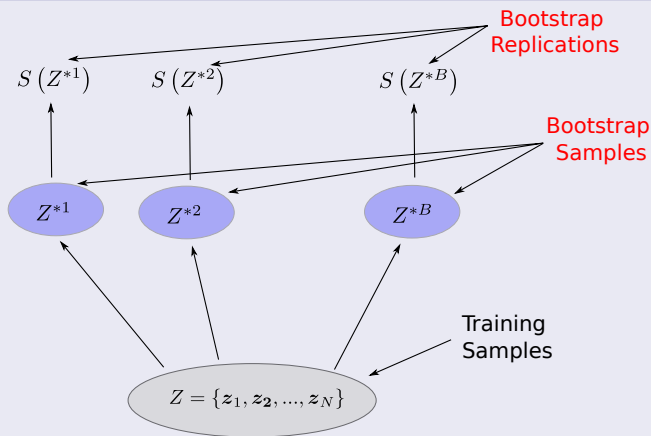 Bootstrap
Replications
S (Z*1) S (Z*2) S (Z*B)
Bootstrap
Samples
Z*1 Z*2 Z*B
Training
Samples
Z = {z1, z2, ..., zN}